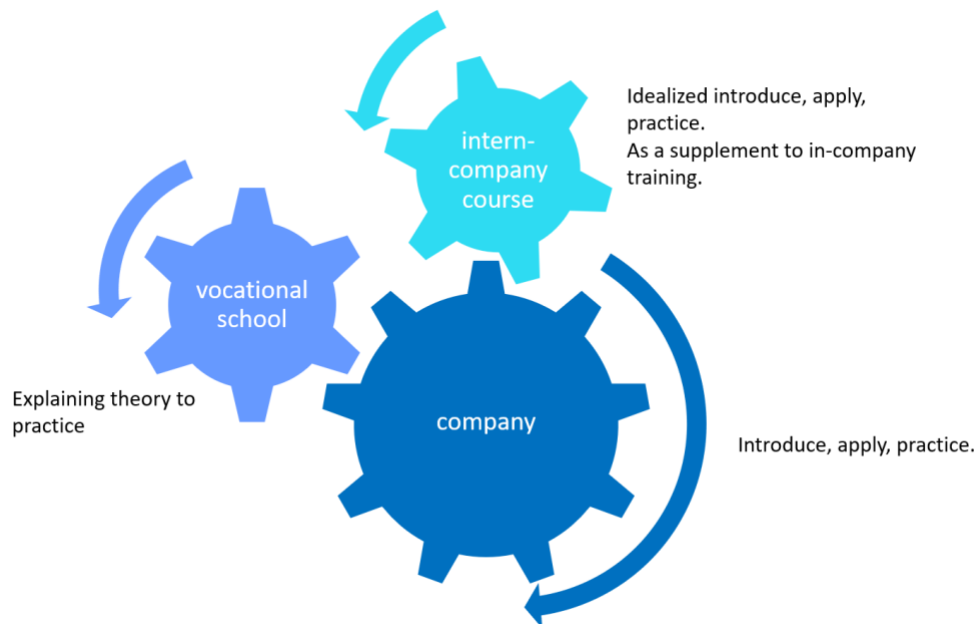 intern-
company
course
Idealized introduce, apply,
practice.
As a supplement to in-company
training.
vocational
school
Explaining theory to
practice
company
Introduce, apply, practice.